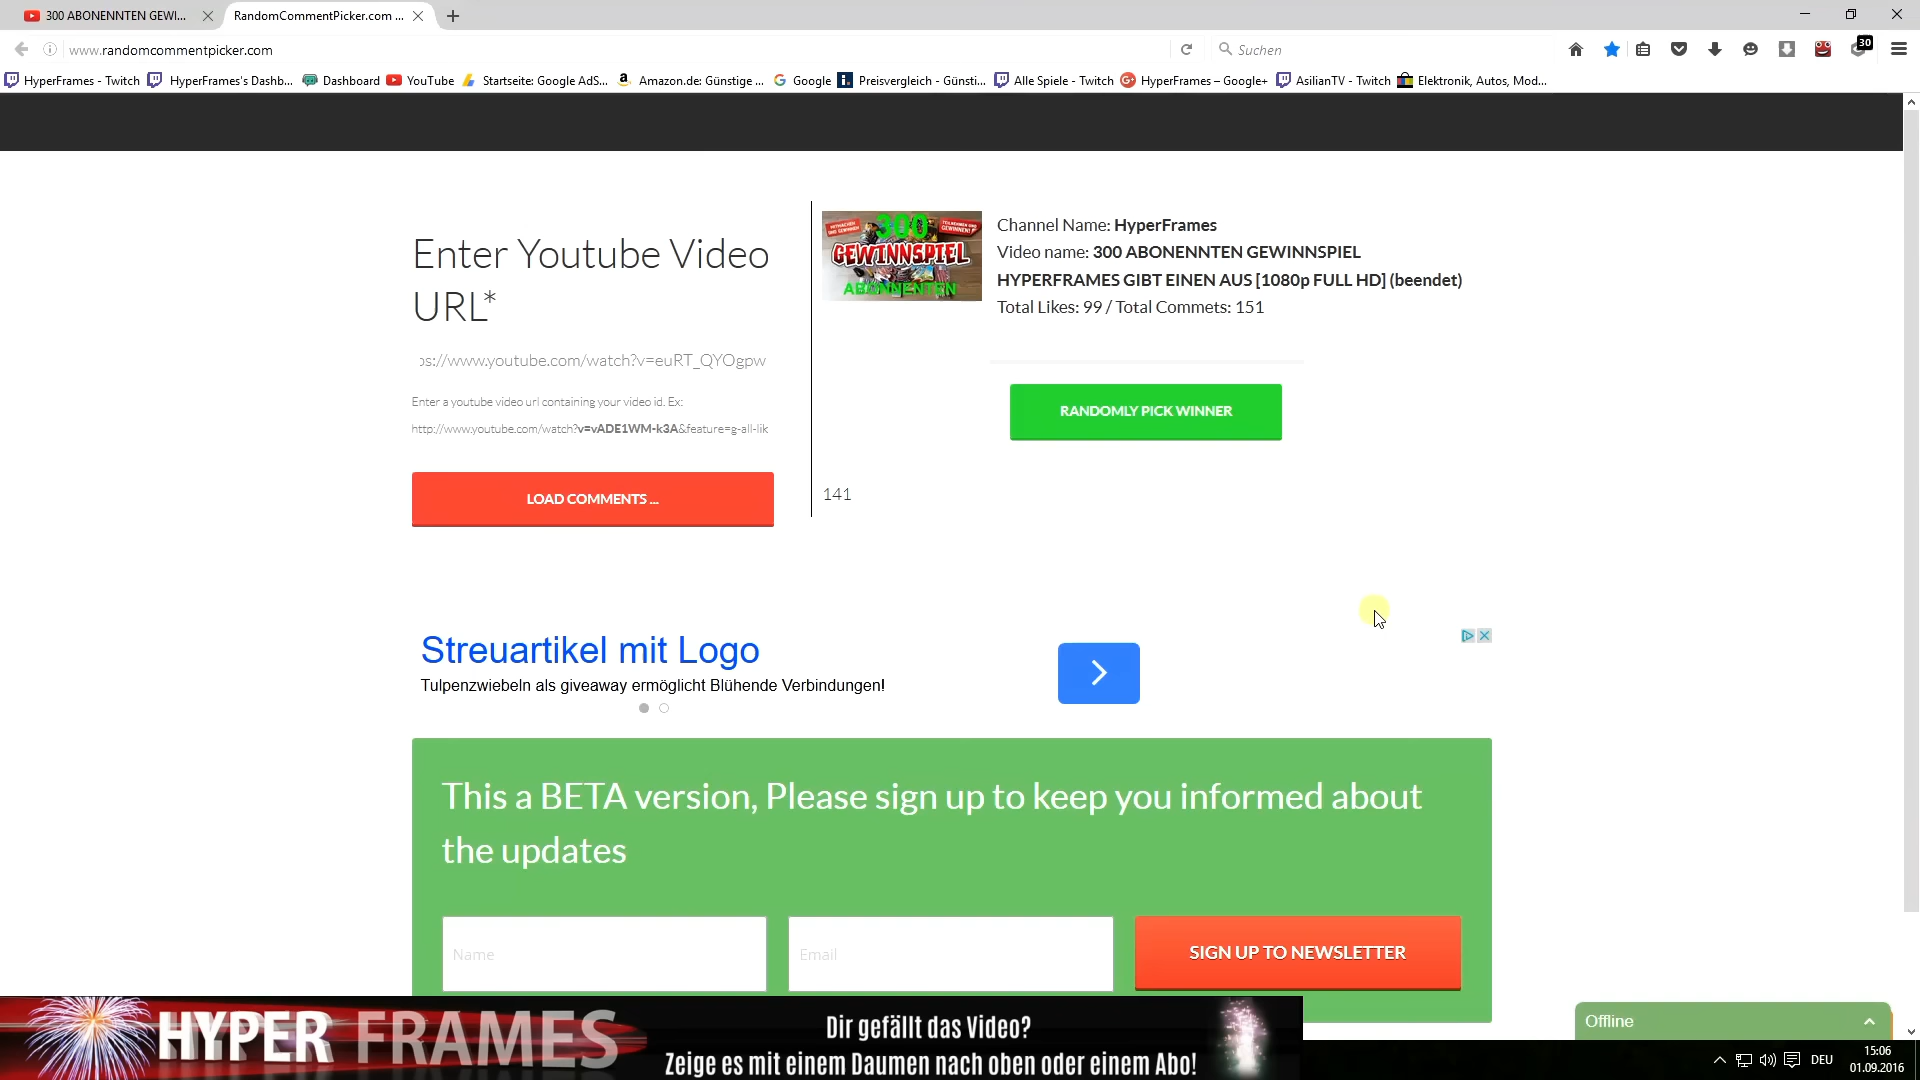 300 ABONENNTEN GEWI...
RandomCommentPicker.com ...
www.randomcommentpicker.com
Suchen
30
HyperFrames - Twitch
HyperFrames's Dashb...
Dashboard
YouTube
Startseite: Google AdS...
Amazon.de: Günstige ...
Google
Preisvergleich - Günsti...
Alle Spiele - Twitch
HyperFrames – Google+
AsilianTV - Twitch
Elektronik, Autos, Mod...
Enter Youtube Video
URL*
ps://www.youtube.com/watch?v=euRT_QYOgpw
Enter a youtube video url containing your video id. Ex:
http://www.youtube.com/watch?v=vADE1WM-k3A&feature=g-all-lik
LOAD COMMENTS ...
300
GEWINNSPIEL
ABONNENTEN
Channel Name: HyperFrames
Video name: 300 ABONENNTEN GEWINNSPIEL
HYPERFRAMES GIBT EINEN AUS [1080p FULL HD] (beendet)
Total Likes: 99 / Total Commets: 151
RANDOMLY PICK WINNER
141
Streuartikel mit Logo
Tulpenzwiebeln als giveaway ermöglicht Blühende Verbindungen!
This a BETA version, Please sign up to keep you informed about
the updates
Name
Email
SIGN UP TO NEWSLETTER
Offline
HYPER FRAMES
Dir gefällt das Video?
Zeige es mit einem Daumen nach oben oder einem Abo!
DEU
15:06
01.09.2016